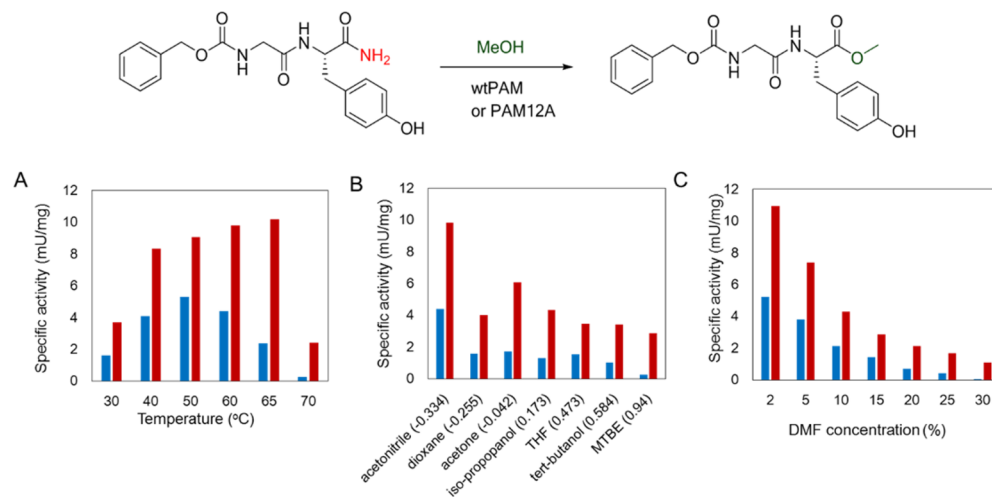 O
NH2
O
N
H
O
H
N
OH
MeOH
wtPAM
or PAM12A
O
O
N
H
O
H
N
O
O
OH
A
Specific activity (mU/mg)
12
10
8
6
4
2
0
30 40 50 60 65 70
Temperature (°C)
B
Specific activity (mU/mg)
12
10
8
6
4
2
0
acetonitrile (-0.334)
dioxane (-0.255)
acetone (-0.042)
iso-propopanol (0.173)
THF (0.473)
tert-butanol (0.584)
MTBE (0.94)
C
Specific activity (mU/mg)
12
10
8
6
4
2
0
2 5 10 15 20 25 30
DMF concentration (%)